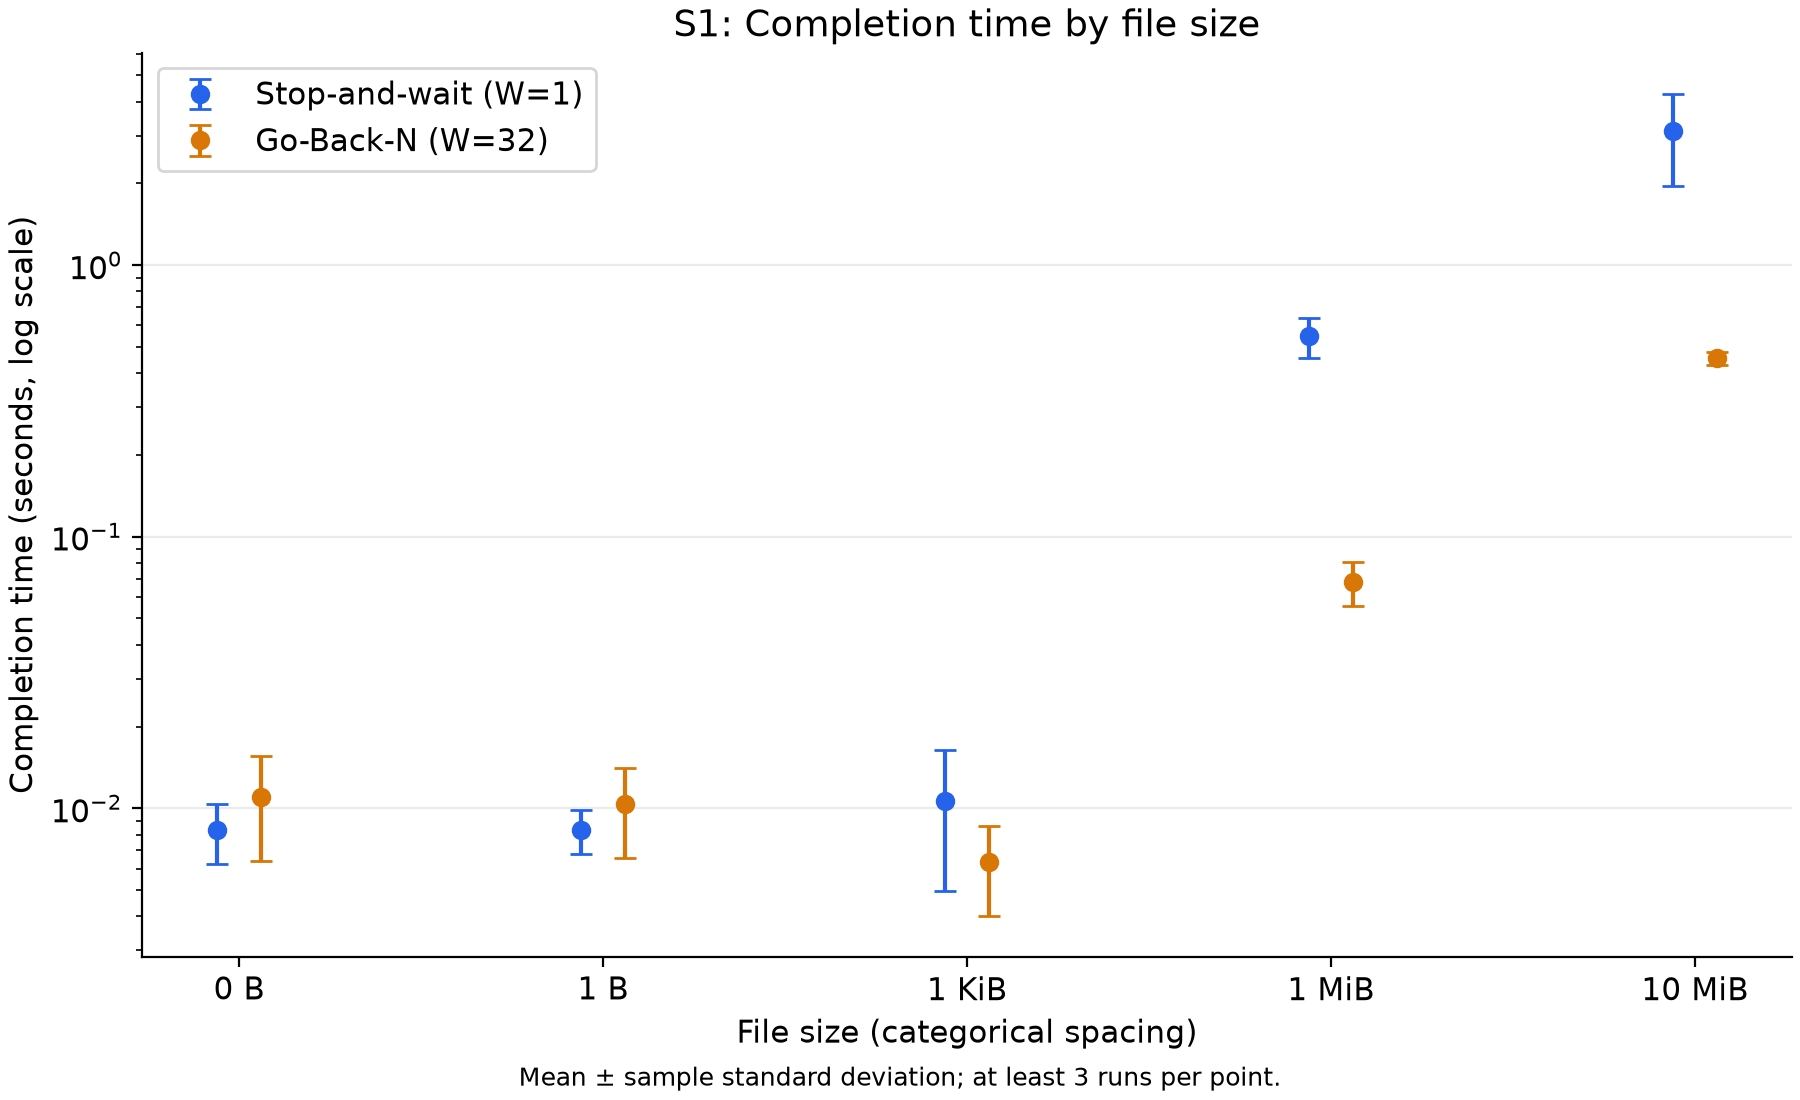 S1: Completion time by file size
Stop-and-wait (W=1)
Go-Back-N (W=32)
Completion time (seconds, log scale)
10⁰
10⁻¹
10⁻²
0 B
1 B
1 KiB
1 MiB
10 MiB
File size (categorical spacing)
Mean ± sample standard deviation; at least 3 runs per point.